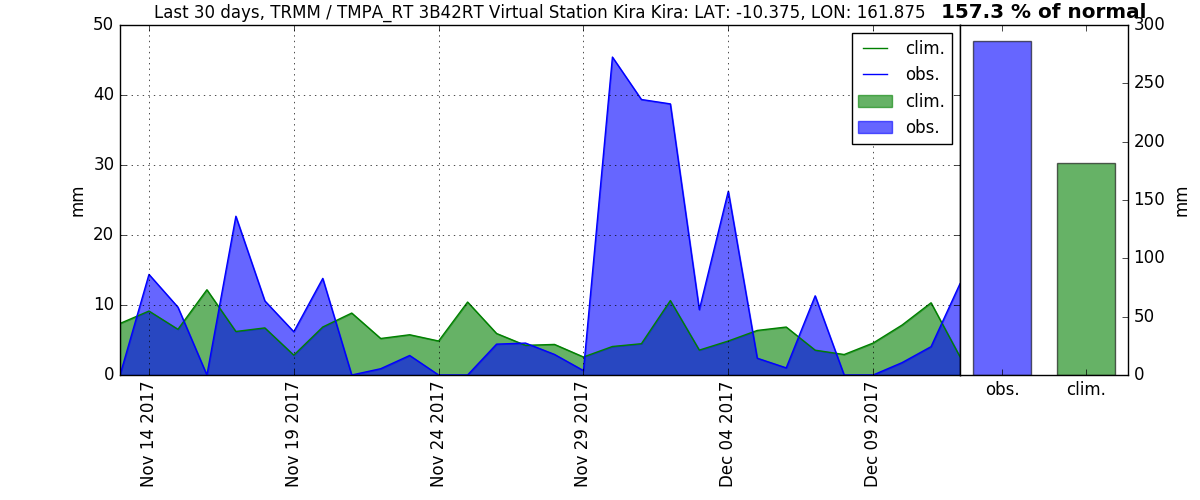 Last 30 days, TRMM / TMPA_RT 3B42RT Virtual Station Kira Kira: LAT: -10.375, LON: 161.875 157.3 % of normal
50
40
30
20
10
0
mm
clim.
obs.
clim.
obs.
Nov 14 2017
Nov 19 2017
Nov 24 2017
Nov 29 2017
Dec 04 2017
Dec 09 2017
300
250
200
150
100
50
0
mm
obs. clim.